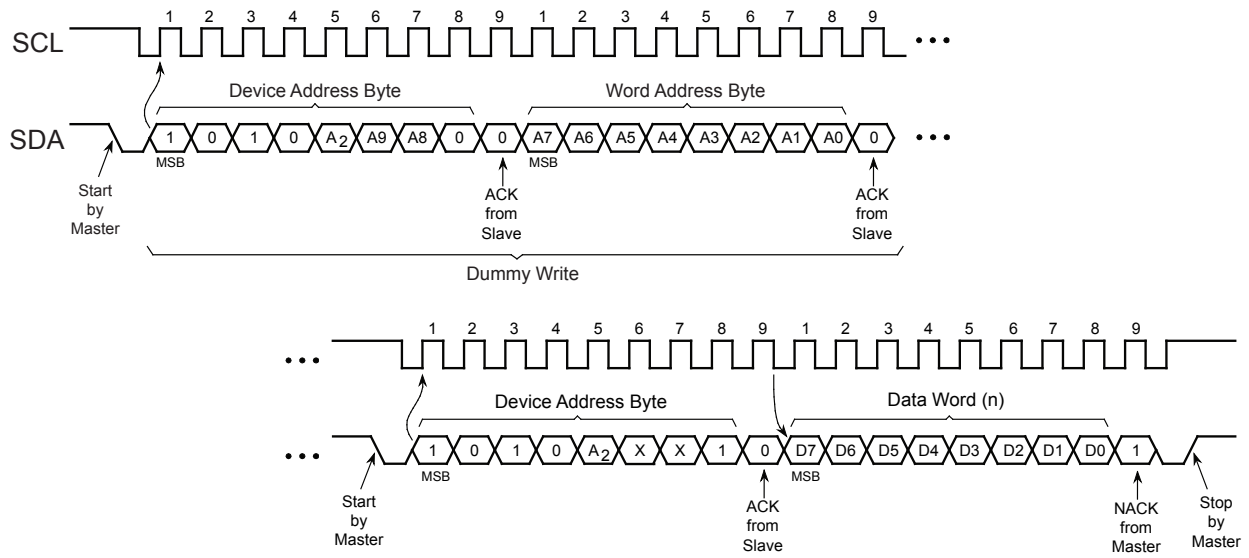 1 2 3 4 5 6 7 8 9 1 2 3 4 5 6 7 8 9
SCL
Device Address Byte Word Address Byte
SDA 1 0 1 0 A2 A9 A8 0 0 A7 A6 A5 A4 A3 A2 A1 A0 0
MSB MSB
Start
by
Master
ACK
from
Slave
ACK
from
Slave
Dummy Write
1 2 3 4 5 6 7 8 9 1 2 3 4 5 6 7 8 9
Device Address Byte Data Word (n)
1 0 1 0 A2 X X 1 0 D7 D6 D5 D4 D3 D2 D1 D0 1
MSB MSB
Start
by
Master
ACK
from
Slave
NACK
from
Master
Stop
by
Master